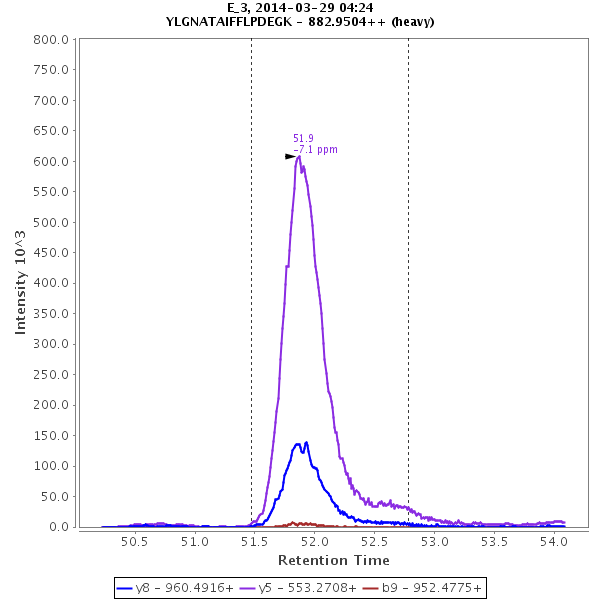 E_3, 2014-03-29 04:24
YLGNATAIFFLPDEGK - 882.9504++ (heavy)
800.0
750.0
700.0
650.0
600.0
550.0
500.0
450.0
400.0
350.0
300.0
250.0
200.0
150.0
100.0
50.0
0.0
Intensity 10^3
51.9
-7.1 ppm
50.5 51.0 51.5 52.0 52.5 53.0 53.5 54.0
Retention Time
y8 - 960.4916+ y5 - 553.2708+ b9 - 952.4775+